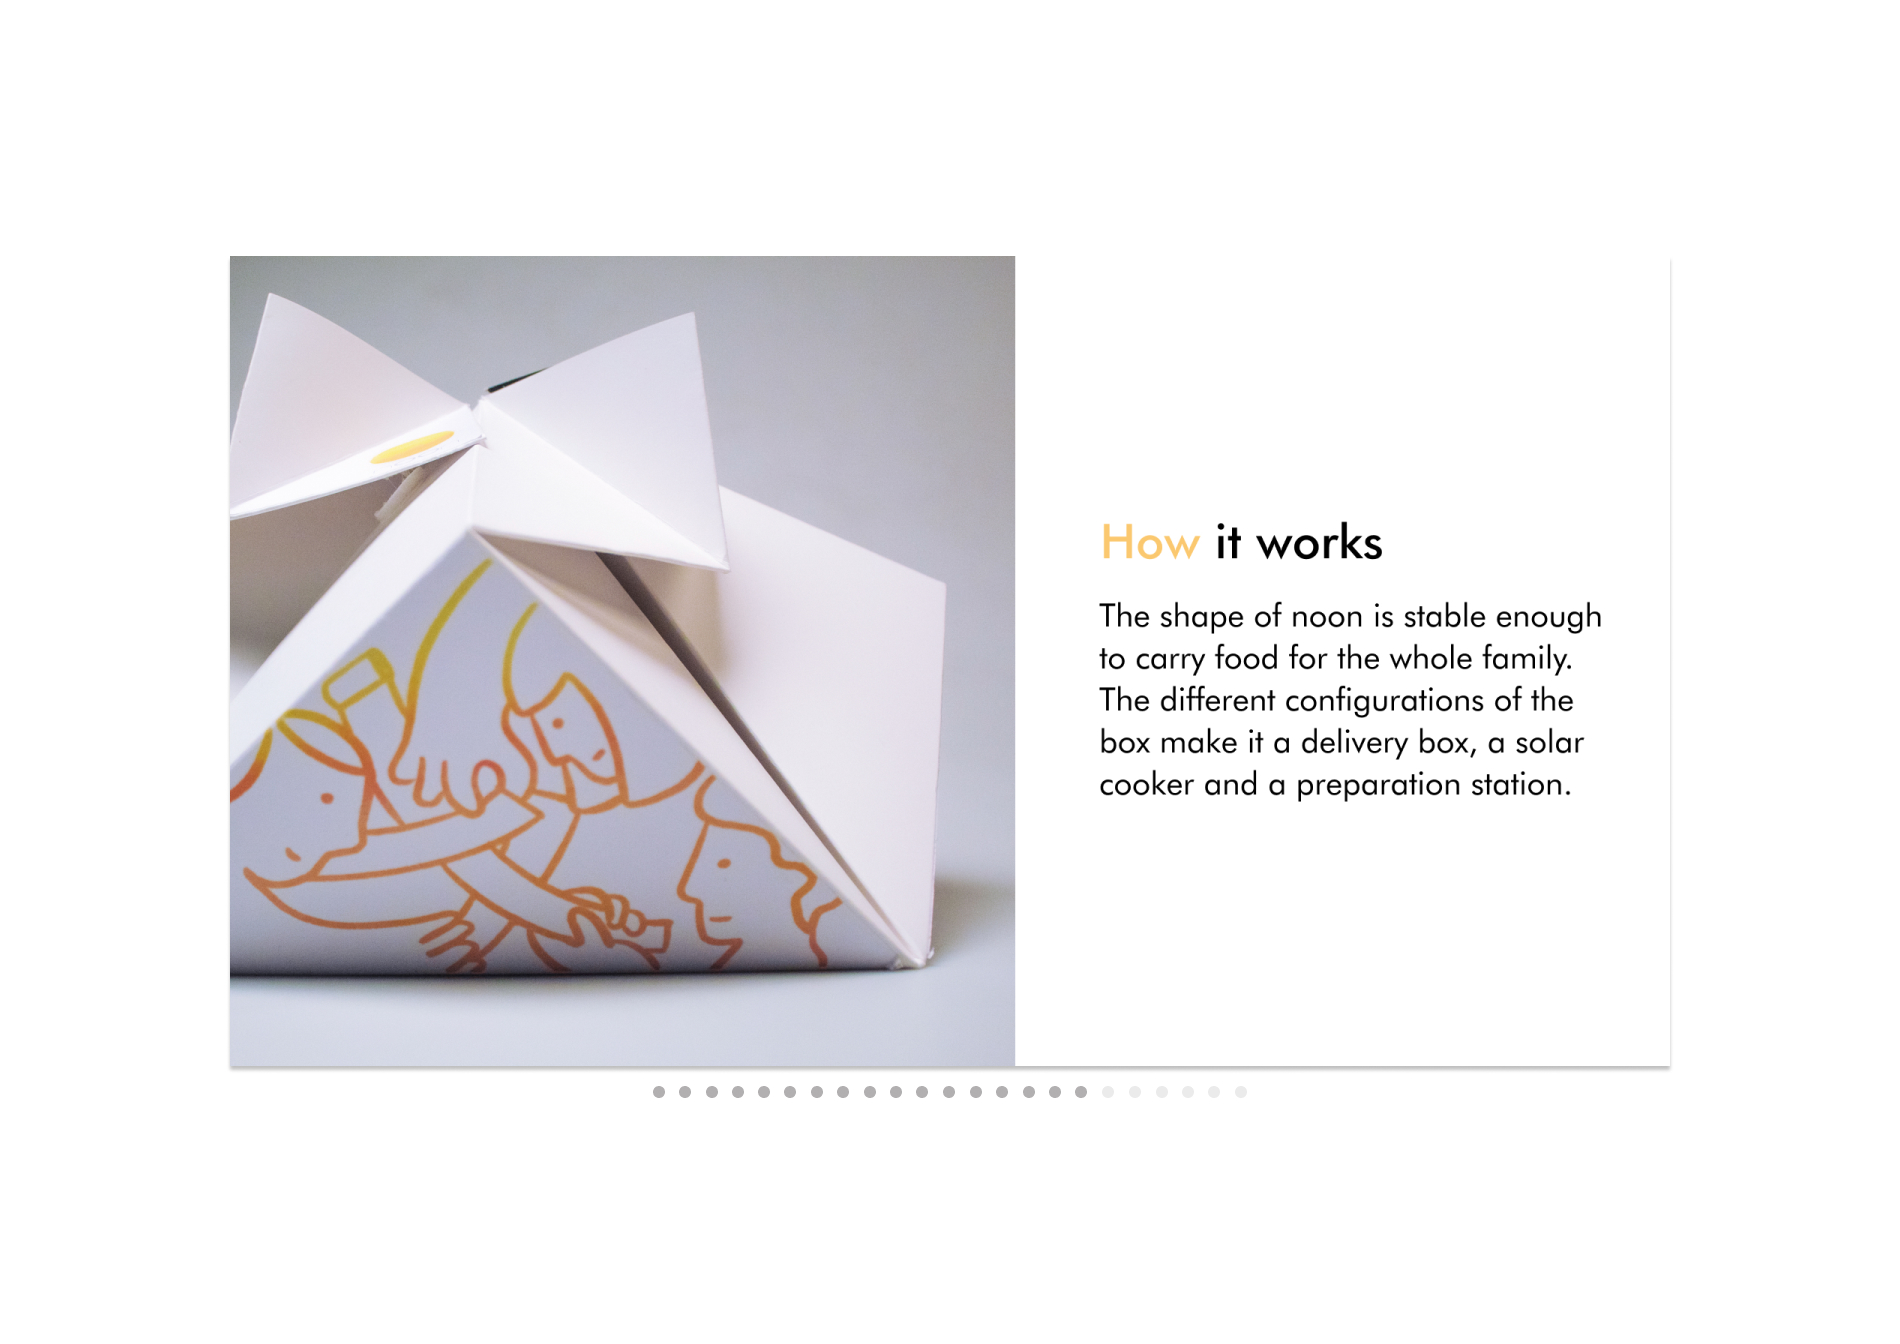 How it works
The shape of noon is stable enough
to carry food for the whole family.
The different configurations of the
box make it a delivery box, a solar
cooker and a preparation station.